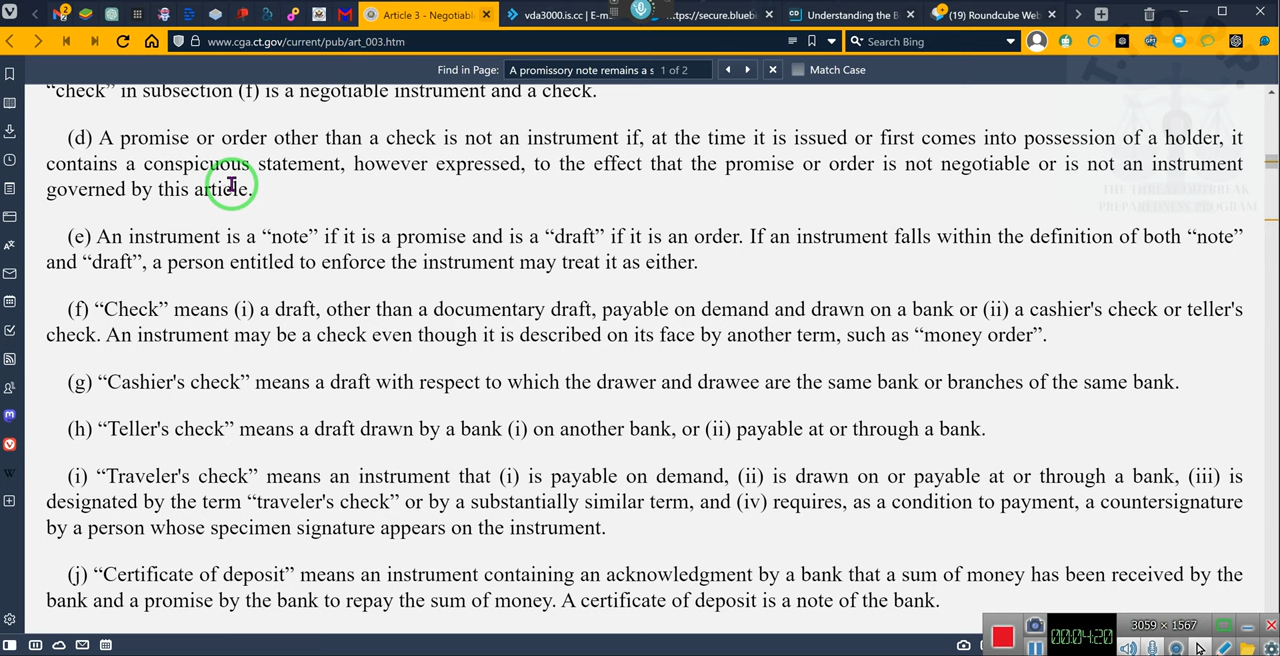 Article 3 - Negotiabl
vda3000.is.cc | E-m
ttps://secure.blueb
Understanding the B
(19) Roundcube Web
www.cga.ct.gov/current/pub/art_003.htm
Search Bing
Find in Page: A promissory note remains a s 1 of 2 Match Case
“check” in subsection (f) is a negotiable instrument and a check.
(d) A promise or order other than a check is not an instrument if, at the time it is issued or first comes into possession of a holder, it
contains a conspicuous statement, however expressed, to the effect that the promise or order is not negotiable or is not an instrument
governed by this article.
THE THREAT OUTBREAK
PREPAREDNESS PROGRAM
(e) An instrument is a “note” if it is a promise and is a “draft” if it is an order. If an instrument falls within the definition of both “note”
and “draft”, a person entitled to enforce the instrument may treat it as either.
(f) “Check” means (i) a draft, other than a documentary draft, payable on demand and drawn on a bank or (ii) a cashier's check or teller's
check. An instrument may be a check even though it is described on its face by another term, such as “money order”.
(g) “Cashier's check” means a draft with respect to which the drawer and drawee are the same bank or branches of the same bank.
(h) “Teller's check” means a draft drawn by a bank (i) on another bank, or (ii) payable at or through a bank.
(i) “Traveler's check” means an instrument that (i) is payable on demand, (ii) is drawn on or payable at or through a bank, (iii) is
designated by the term “traveler's check” or by a substantially similar term, and (iv) requires, as a condition to payment, a countersignature
by a person whose specimen signature appears on the instrument.
(j) “Certificate of deposit” means an instrument containing an acknowledgment by a bank that a sum of money has been received by the
bank and a promise by the bank to repay the sum of money. A certificate of deposit is a note of the bank.
00:04:20
3059 × 1567